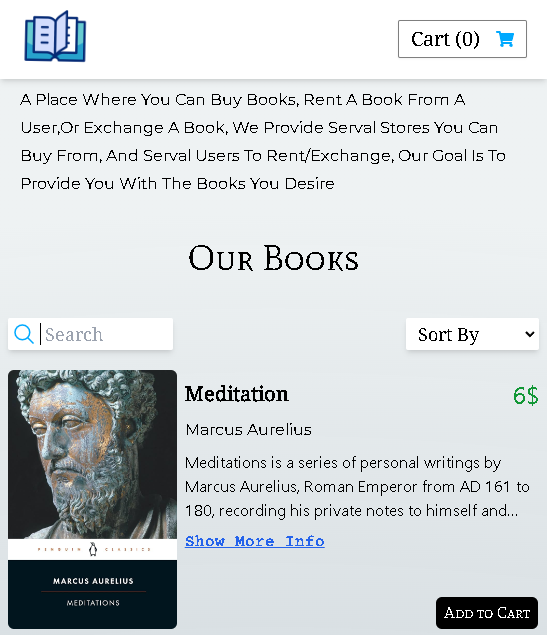 Cart (0)
A Place Where You Can Buy Books, Rent A Book From A
User,Or Exchange A Book, We Provide Serval Stores You Can
Buy From, And Serval Users To Rent/Exchange, Our Goal Is To
Provide You With The Books You Desire
Our Books
Search
Sort By
Meditation
6$
Marcus Aurelius
Meditations is a series of personal writings by
Marcus Aurelius, Roman Emperor from AD 161 to
180, recording his private notes to himself and...
Show More Info
PENGUIN CLASSICS
MARCUS AURELIUS
MEDITATIONS
Add to Cart